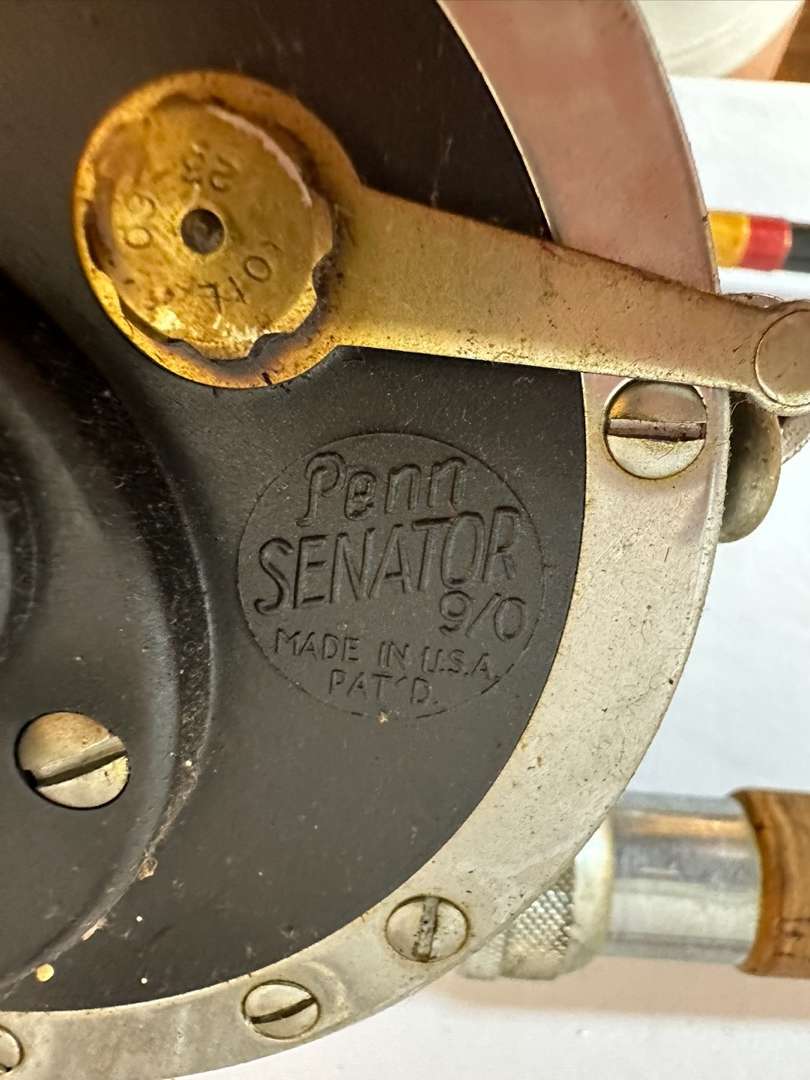 Penn
SENATOR
9/0
MADE IN U.S.A.
PAT'D.